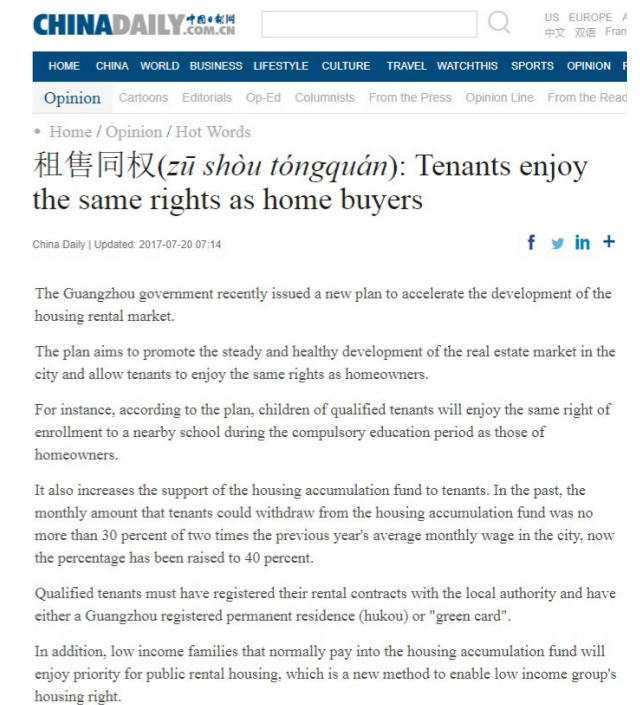 CHINADAILY 中国日报网
.COM.CN
US EUROPE A
中文 双语 Fran
HOME CHINA WORLD BUSINESS LIFESTYLE CULTURE TRAVEL WATCHTHIS SPORTS OPINION
Opinion Cartoons Editorials Op-Ed Columnists From the Press Opinion Line From the Read
• Home / Opinion / Hot Words
租售同权(zū shòu tóngquán): Tenants enjoy
the same rights as home buyers
China Daily | Updated: 2017-07-20 07:14
f in +
The Guangzhou government recently issued a new plan to accelerate the development of the
housing rental market.
The plan aims to promote the steady and healthy development of the real estate market in the
city and allow tenants to enjoy the same rights as homeowners.
For instance, according to the plan, children of qualified tenants will enjoy the same right of
enrollment to a nearby school during the compulsory education period as those of
homeowners.
It also increases the support of the housing accumulation fund to tenants. In the past, the
monthly amount that tenants could withdraw from the housing accumulation fund was no
more than 30 percent of two times the previous year's average monthly wage in the city, now
the percentage has been raised to 40 percent.
Qualified tenants must have registered their rental contracts with the local authority and have
either a Guangzhou registered permanent residence (hukou) or "green card".
In addition, low income families that normally pay into the housing accumulation fund will
enjoy priority for public rental housing, which is a new method to enable low income group's
housing right.